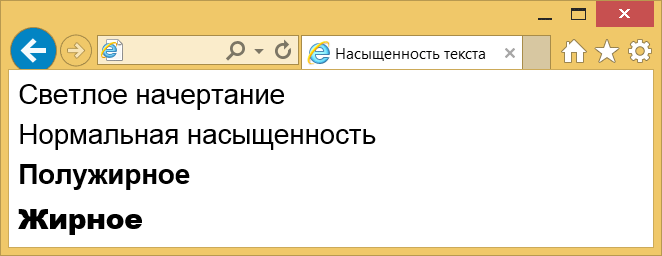 Насыщенность текста
Светлое начертание
Нормальная насыщенность
Полужирное
Жирное